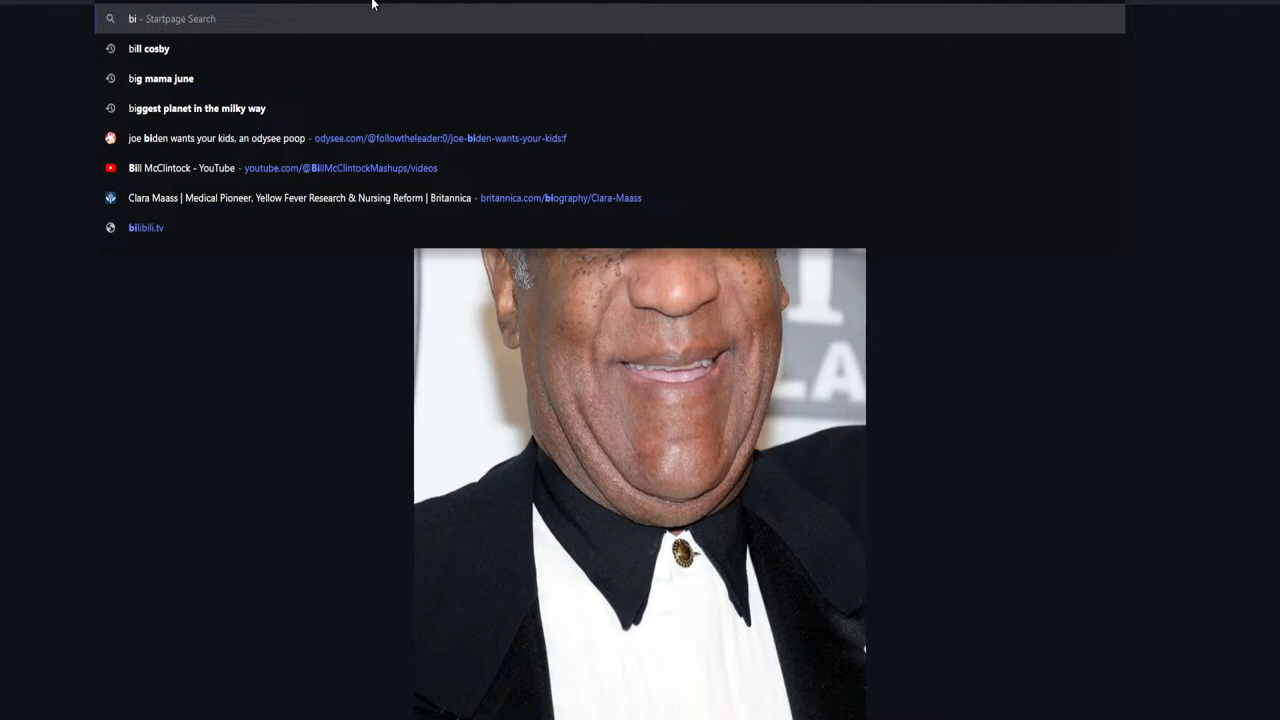 bi - Startpage Search
bill cosby
big mama june
biggest planet in the milky way
joe biden wants your kids, an odysee poop - odysee.com/@followtheleader:0/joe-biden-wants-your-kids:f
Bill McClintock - YouTube - youtube.com/@BillMcClintockMashups/videos
Clara Maass | Medical Pioneer, Yellow Fever Research & Nursing Reform | Britannica - britannica.com/biography/Clara-Maass
bilibili.tv
LA